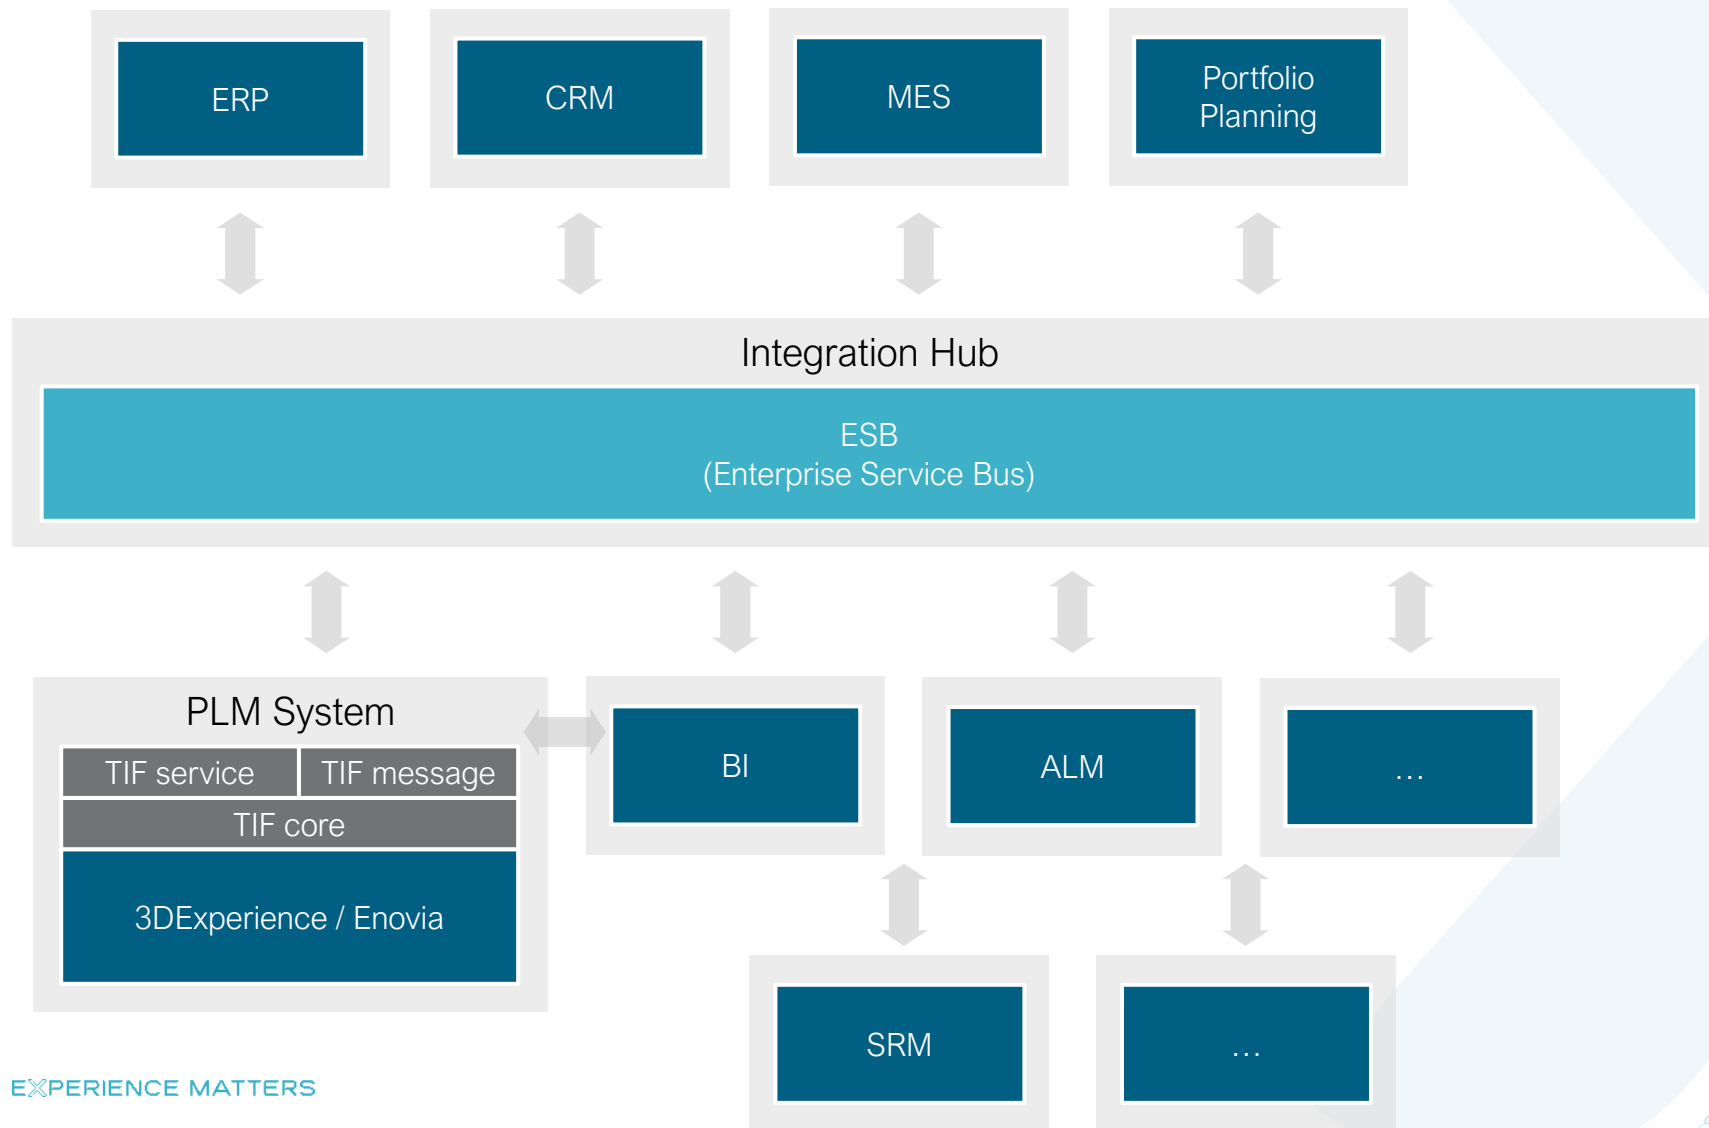 ERP
CRM
MES
Portfolio
Planning
Integration Hub
ESB
(Enterprise Service Bus)
PLM System
TIF service
TIF message
TIF core
3DExperience / Enovia
BI
ALM
...
SRM
...
EXPERIENCE MATTERS